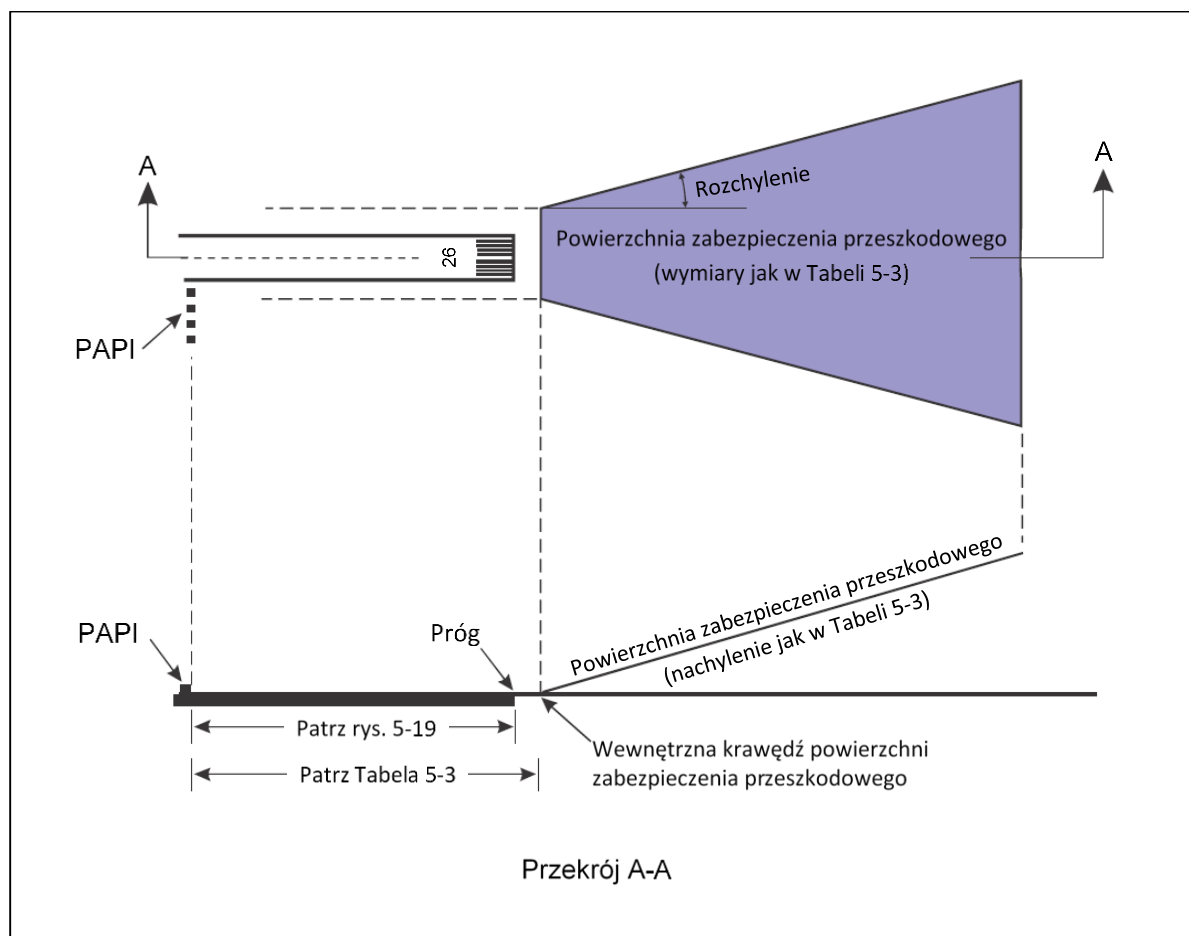 A
A
Rozchylenie
Powierzchnia zabezpieczenia przeszkodowego
(wymiary jak w Tabeli 5-3)
26
PAPI
Powierzchnia zabezpieczenia przeszkodowego
(nachylenie jak w Tabeli 5-3)
PAPI
Próg
Patrz rys. 5-19
Patrz Tabela 5-3
Wewnętrzna krawędź powierzchni
zabezpieczenia przeszkodowego
Przekrój A-A